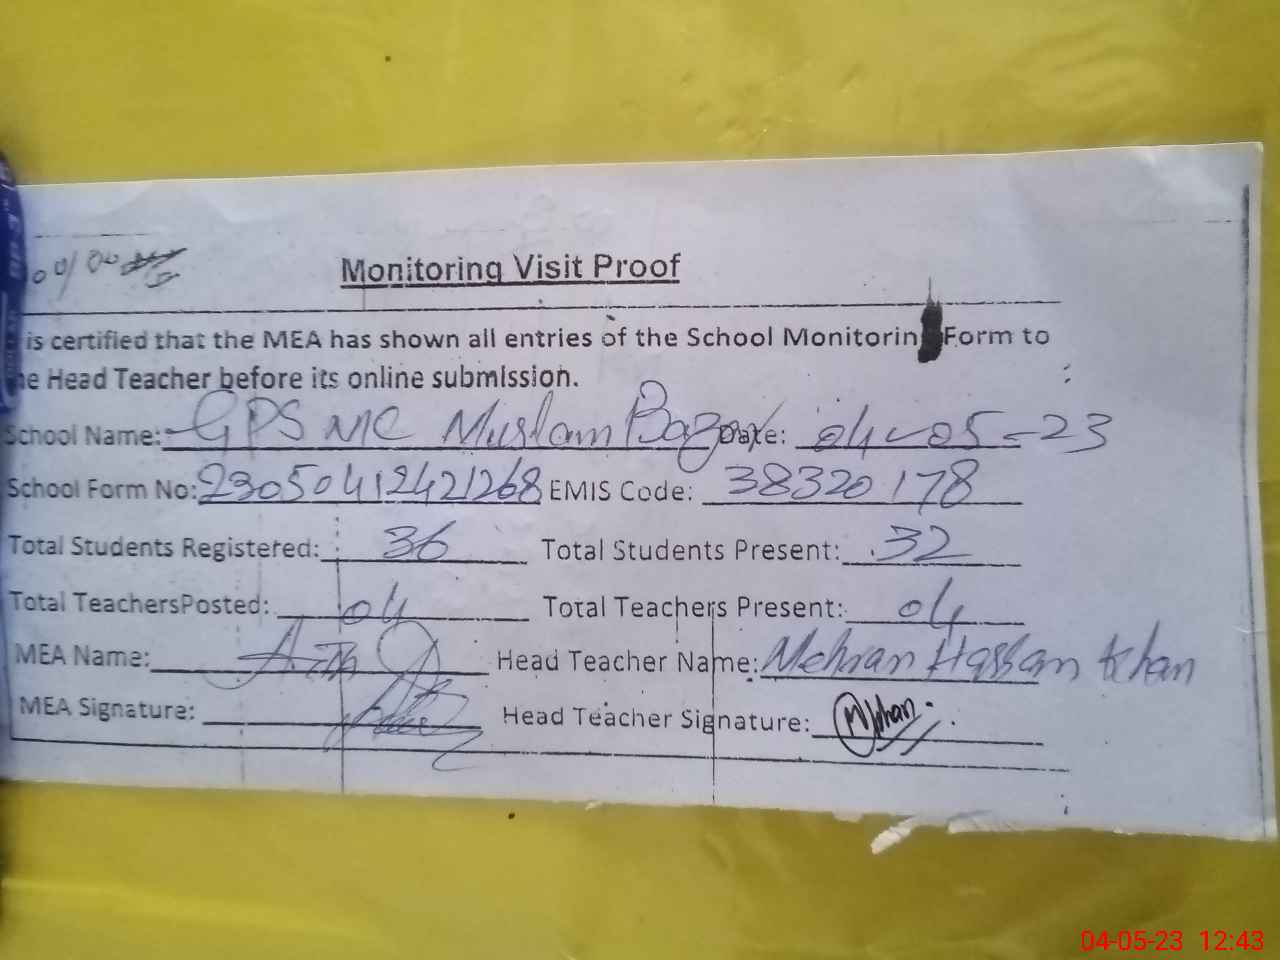 Monitoring Visit Proof
is certified that the MEA has shown all entries of the School Monitorin Form to
he Head Teacher before its online submission.
School Name: GPS MC Muslam Bazar Date: 04-05-23
School Form No: 23050412421268 EMIS Code: 38320178
Total Students Registered: 36 Total Students Present: 32
Total TeachersPosted: 04 Total Teachers Present: 04
MEA Name: Head Teacher Name: Mehran Hassan Khan
MEA Signature: Head Teacher Signature:
04-05-23 12:43